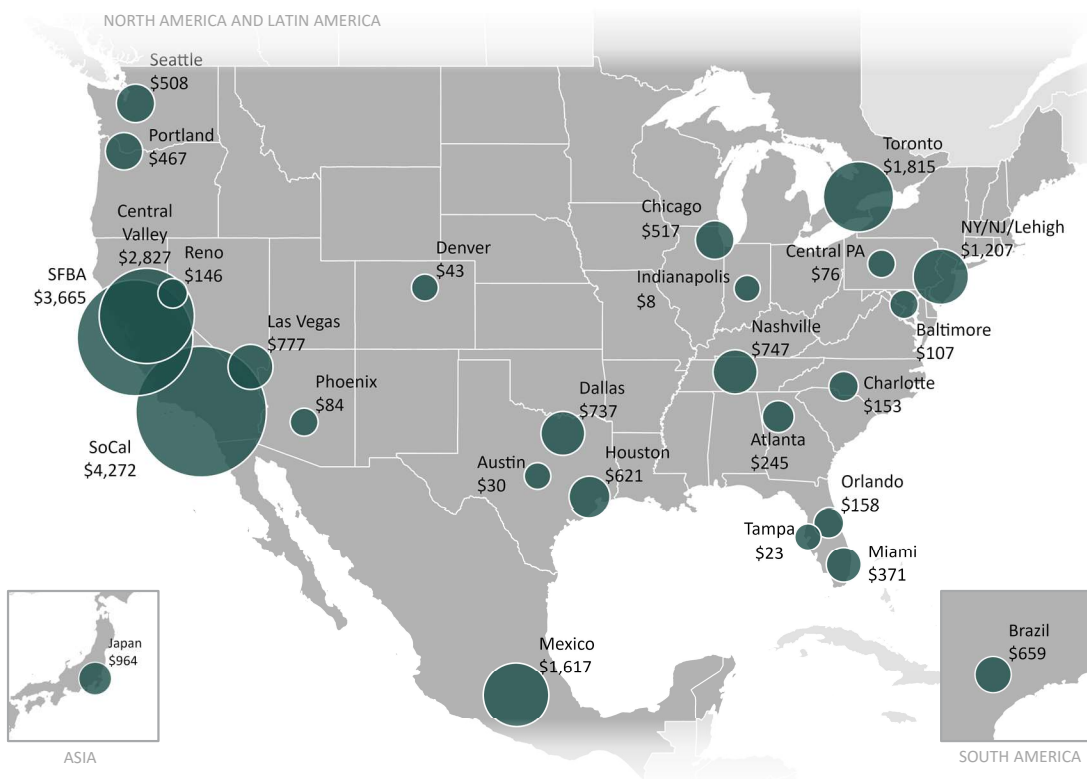 NORTH AMERICA AND LATIN AMERICA
Seattle
$508
Portland
$467
Central
Valley
$2,827
Reno
$146
SFBA
$3,665
Las Vegas
$777
SoCal
$4,272
Phoenix
$84
Denver
$43
Chicago
$517
Indianapolis
$8
Toronto
$1,815
NY/NJ/Lehigh
$1,207
Central PA
$76
Baltimore
$107
Nashville
$747
Charlotte
$153
Atlanta
$245
Dallas
$737
Houston
$621
Austin
$30
Orlando
$158
Tampa
$23
Miami
$371
Mexico
$1,617
Japan
$964
ASIA
Brazil
$659
SOUTH AMERICA